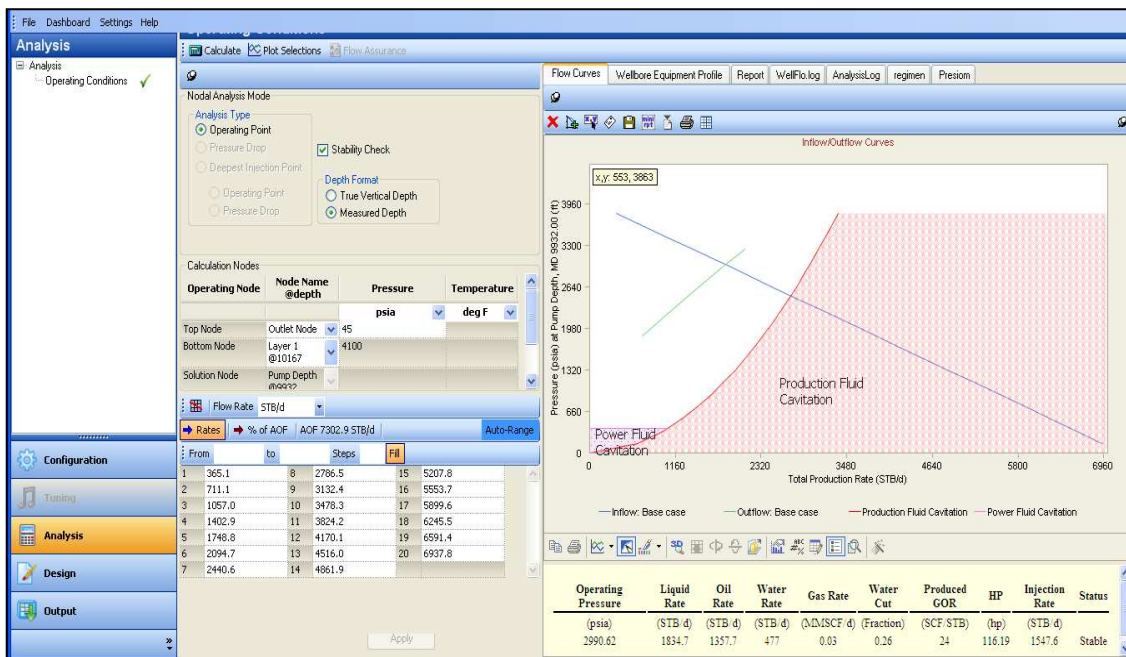 File Dashboard Settings Help
Analysis
Analysis
Operating Conditions
Operating Conditions
Calculate Plot Selections Flow Assurance
Nodal Analysis Mode
Analysis Type
Operating Point
Pressure Drop
Deepest Injection Point
Operating Point
Pressure Drop
Stability Check
Depth Format
True Vertical Depth
Measured Depth
Calculation Nodes
Operating Node Node Name @depth Pressure Temperature
psia deg F
Top Node Outlet Node 45
Bottom Node Layer 1 @10167 4100
Solution Node Pump Depth @9932
Flow Rate STB/d
Rates % of AOF AOF 7302.9 STB/d Auto-Range
From to Steps Fill
1 365.1 8 2786.5 15 5207.8
2 711.1 9 3132.4 16 5553.7
3 1057.0 10 3478.3 17 5899.6
4 1402.9 11 3824.2 18 6245.5
5 1748.8 12 4170.1 19 6591.4
6 2094.7 13 4516.0 20 6937.8
7 2440.6 14 4861.9
Apply
Configuration
Tuning
Analysis
Design
Output
Flow Curves Wellbore Equipment Profile Report WellFlo.log AnalysisLog regimen Presiom
Inflow/Outflow Curves
x,y: 553, 3863
Pressure (psia) at Pump Depth, MD 9932.00 (ft)
3960
3300
2640
1980
1320
660
0
Production Fluid
Cavitation
Power Fluid
Cavitation
0 1160 2320 3480 4640 5800 6960
Total Production Rate (STB/d)
Inflow: Base case Outflow: Base case Production Fluid Cavitation Power Fluid Cavitation
Operating Pressure Liquid Rate Oil Rate Water Rate Gas Rate Water Cut Produced GOR HP Injection Rate Status
(psia) (STB/d) (STB/d) (STB/d) (MMSCF/d) (Fraction) (SCF/STB) (hp) (STB/d)
2990.62 1834.7 1357.7 477 0.03 0.26 24 116.19 1547.6 Stable